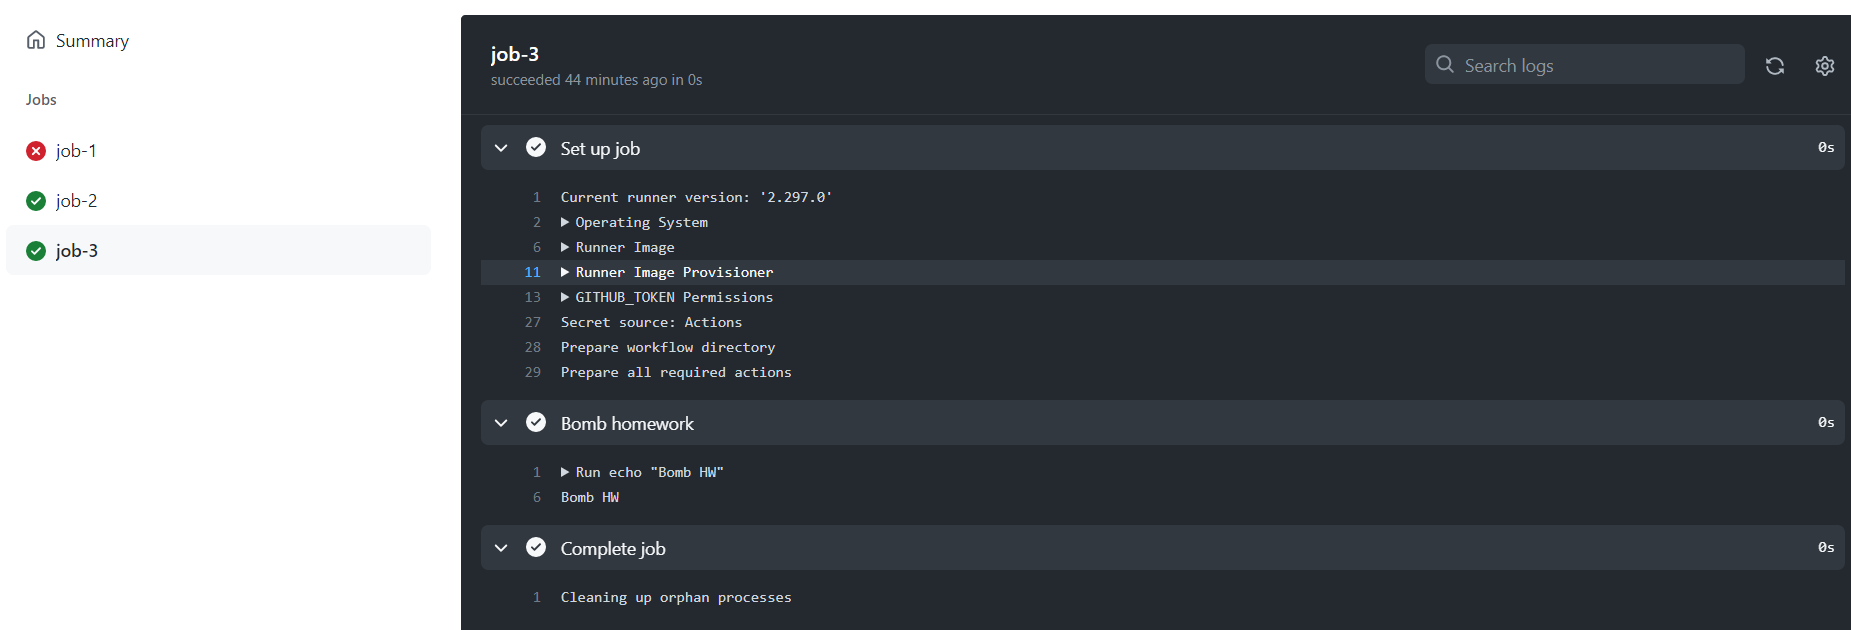 Summary
Jobs
job-1
job-2
job-3
job-3
succeeded 44 minutes ago in 0s
Search logs
Set up job 0s
1 Current runner version: '2.297.0'
2 Operating System
6 Runner Image
11 Runner Image Provisioner
13 GITHUB_TOKEN Permissions
27 Secret source: Actions
28 Prepare workflow directory
29 Prepare all required actions
Bomb homework 0s
1 Run echo "Bomb HW"
6 Bomb HW
Complete job 0s
1 Cleaning up orphan processes